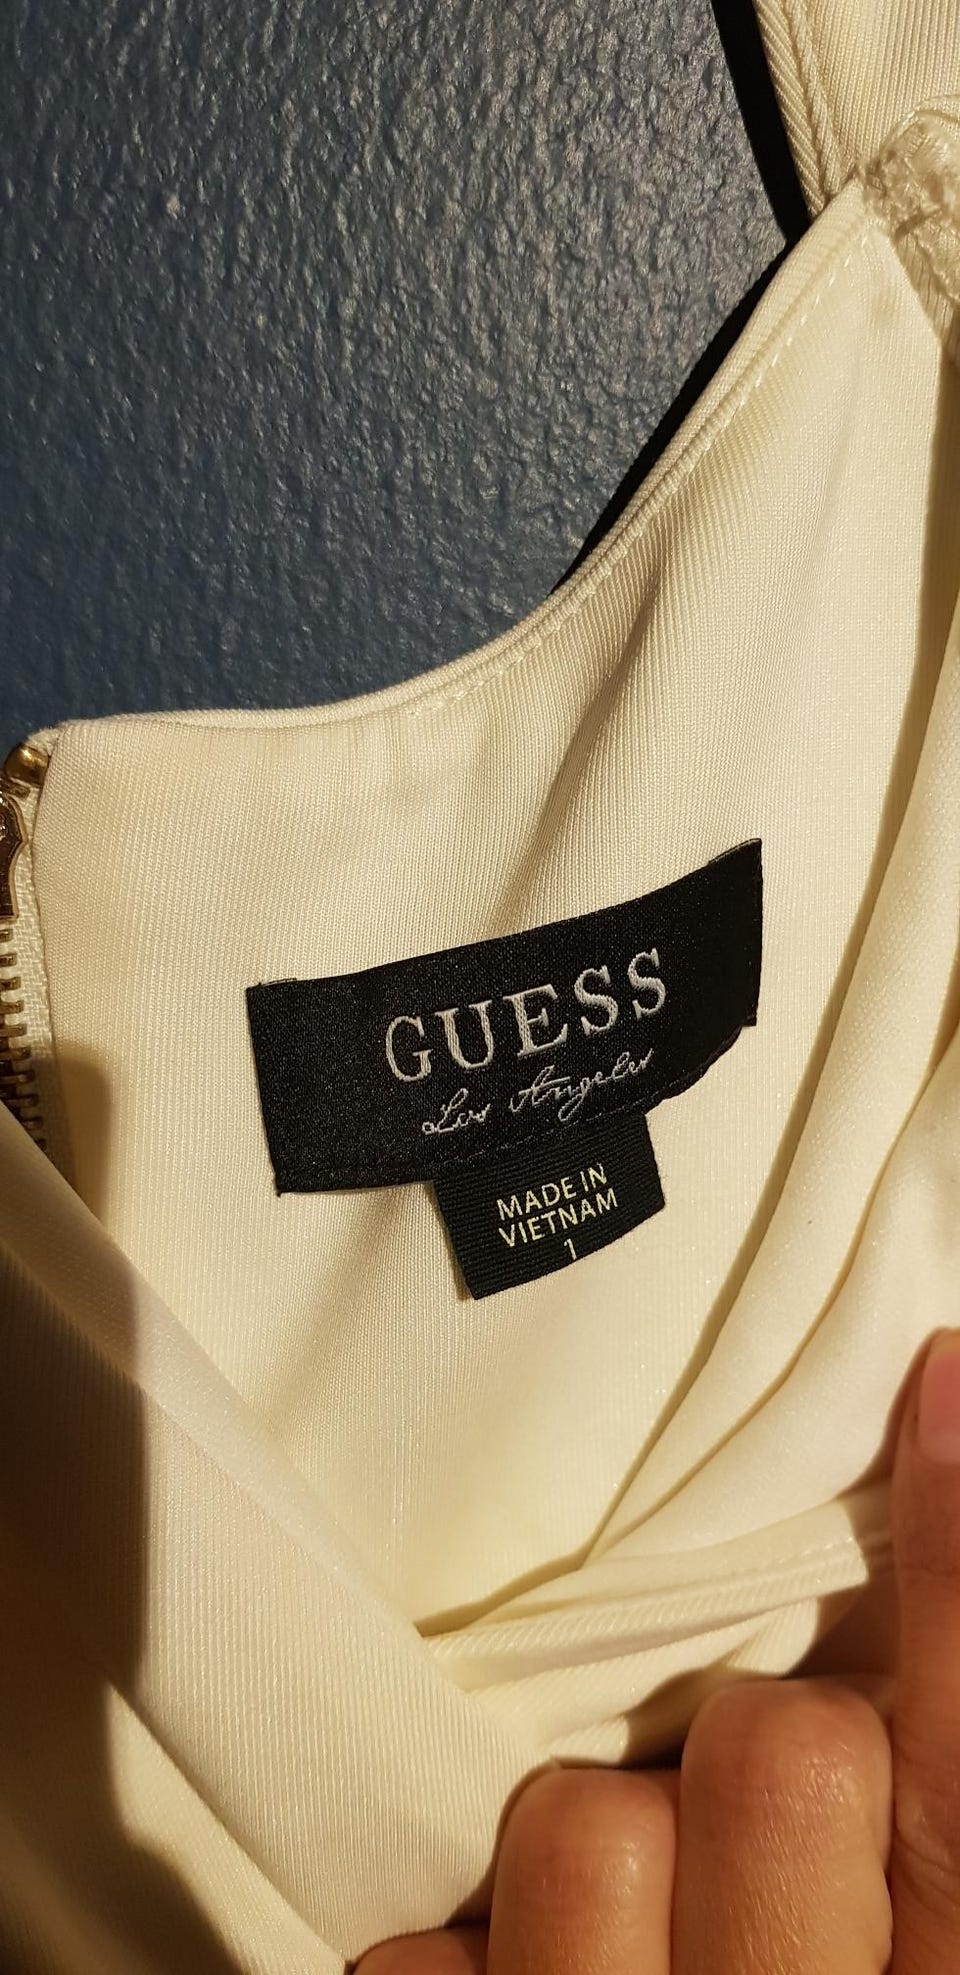 GUESS
Los Angeles
MADE IN
VIETNAM
1